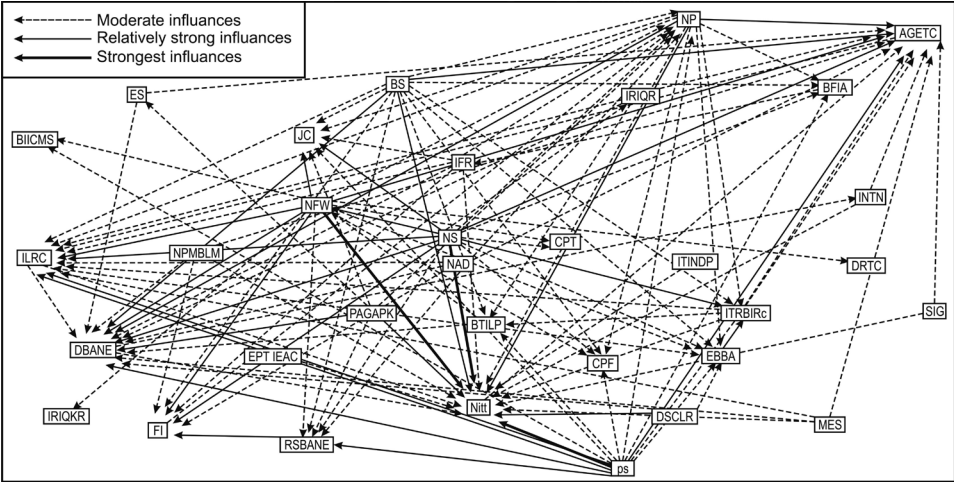 Moderate influences
Relatively strong influences
Strongest influences
NP
AGETC
BS
ES
IRIQR
BFIA
JC
BIICMS
IFR
NFW
INTN
NS
CPT
NPMBLM
ILRC
NAD
ITINDP
DRTC
PAGAPK
BTILP
ITRBIRc
SIG
DBANE
EPT IEAC
CPF
EBBA
Nitt
IRIQKR
DSCLR
MES
FI
RSBANE
ps